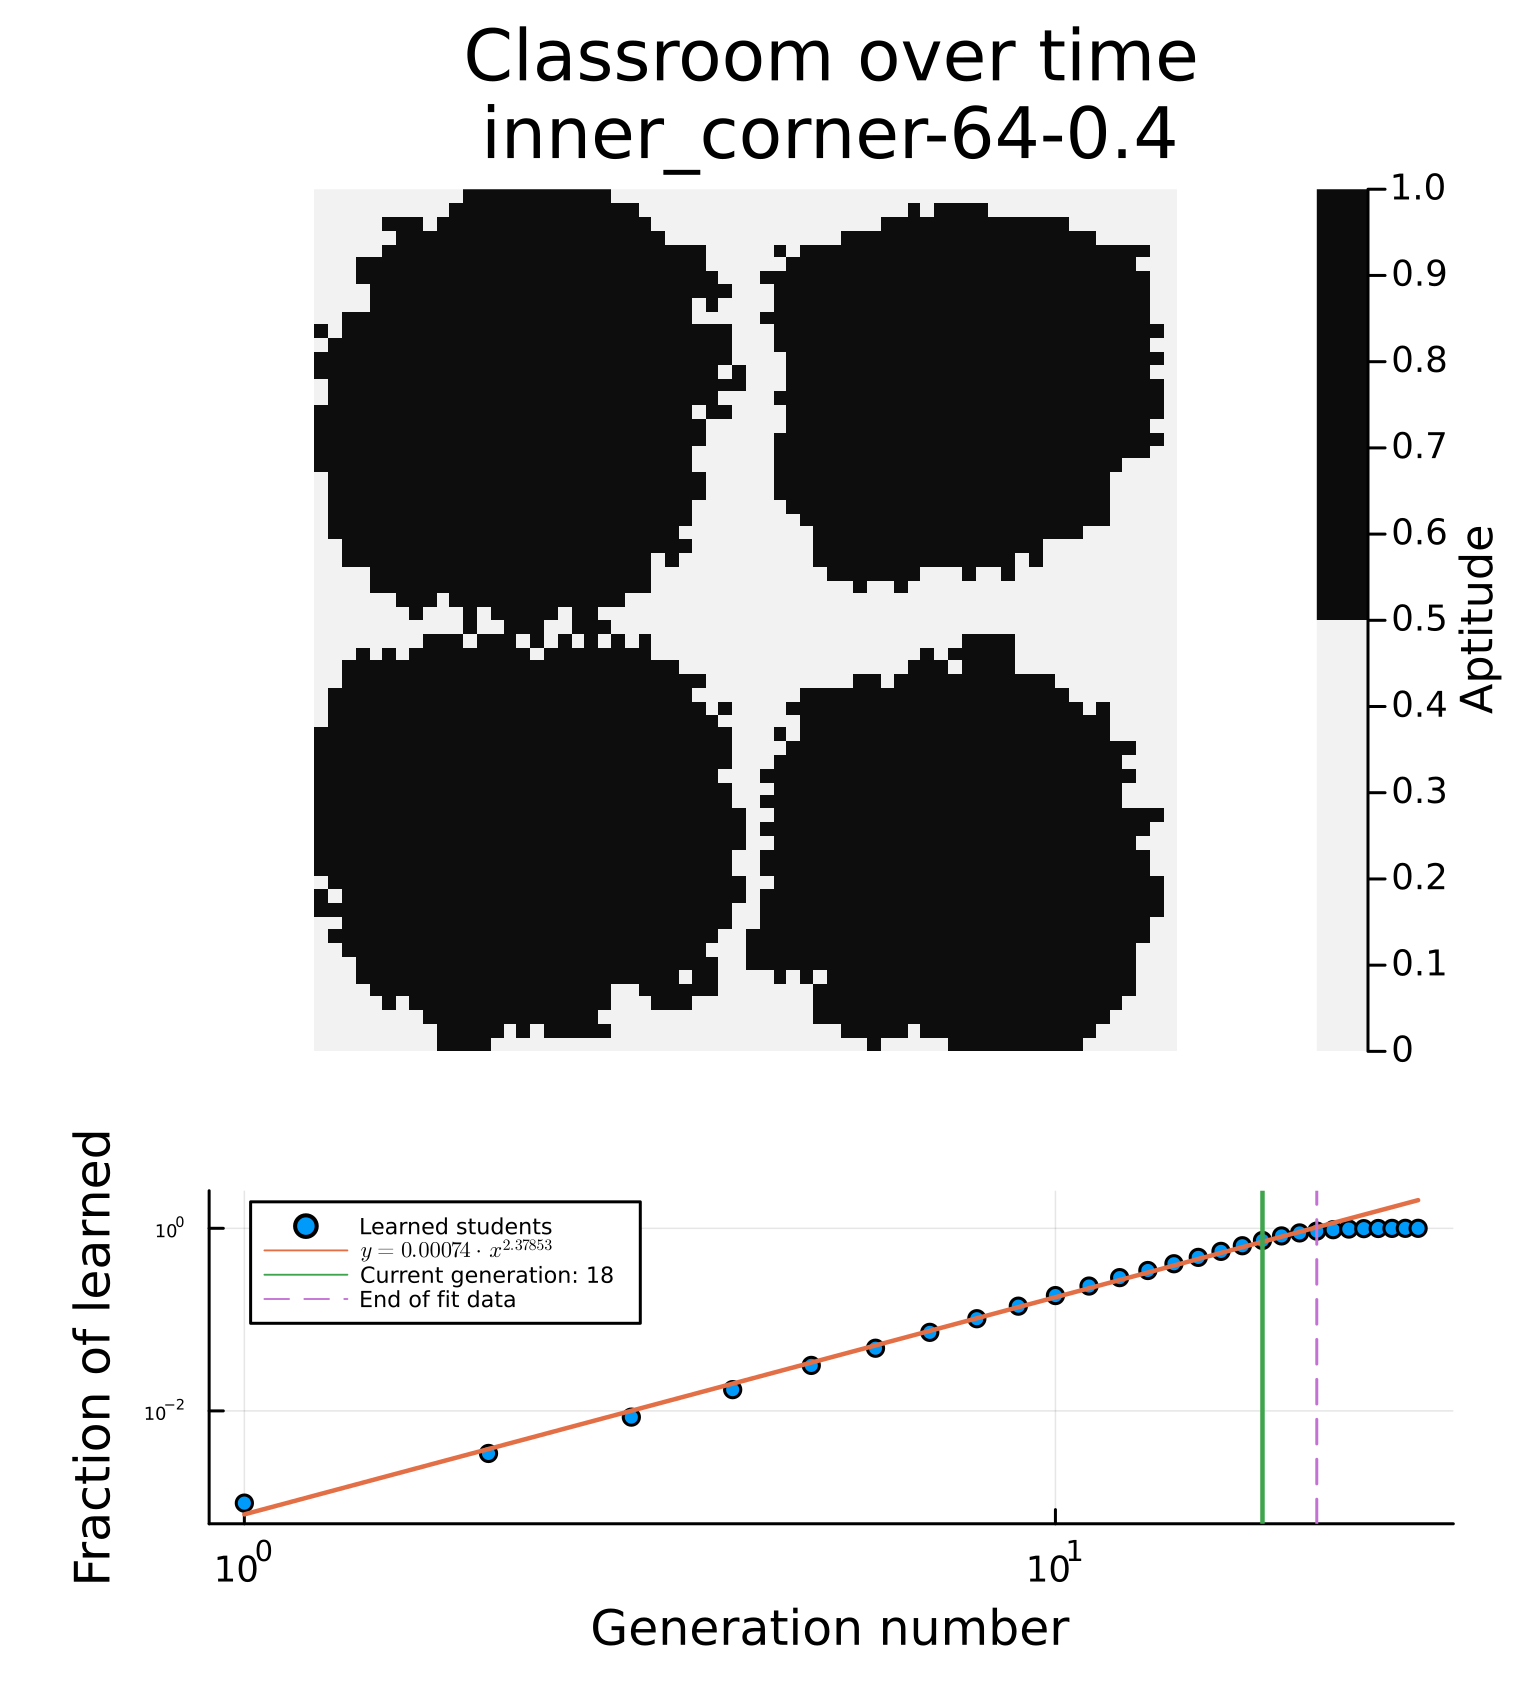 Classroom over time
inner_corner-64-0.4
1.0
0.9
0.8
0.7
0.6
0.5
0.4
0.3
0.2
0.1
0
Aptitude
Fraction of learned
10⁰
10⁻²
Learned students
y = 0.00074 · x^2.37853
Current generation: 18
End of fit data
10⁰
10¹
Generation number